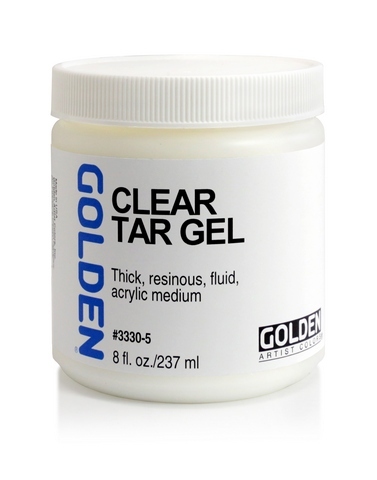 GOLDEN
CLEAR
TAR GEL
Thick, resinous, fluid,
acrylic medium
#3330-5
8 fl. oz./237 ml
GOLDEN
ARTIST COLORS